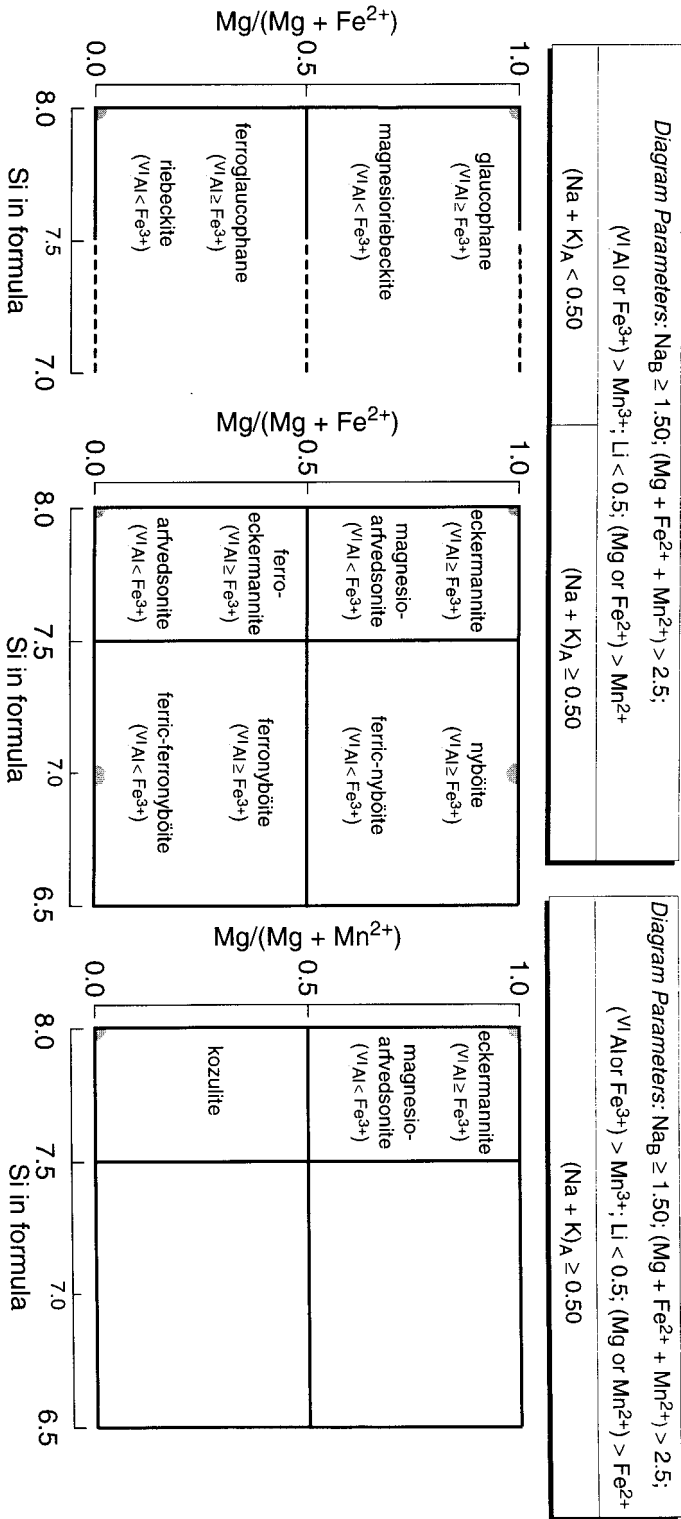 Diagram Parameters: Na_B ≥ 1.50; (Mg + Fe²⁺ + Mn²⁺) > 2.5;
(ⱽᴵAl or Fe³⁺) > Mn³⁺; Li < 0.5; (Mg or Fe²⁺) > Mn²⁺
(Na + K)_A < 0.50
(Na + K)_A ≥ 0.50
Mg/(Mg + Fe²⁺)
1.0
0.5
0.0
glaucophane
(ⱽᴵAl ≥ Fe³⁺)
magnesioriebeckite
(ⱽᴵAl < Fe³⁺)
ferroglaucophane
(ⱽᴵAl ≥ Fe³⁺)
riebeckite
(ⱽᴵAl < Fe³⁺)
8.0
7.5
7.0
Si in formula
Mg/(Mg + Fe²⁺)
1.0
0.5
0.0
eckermannite
(ⱽᴵAl ≥ Fe³⁺)
magnesio-
arfvedsonite
(ⱽᴵAl < Fe³⁺)
ferro-
eckermannite
(ⱽᴵAl ≥ Fe³⁺)
arfvedsonite
(ⱽᴵAl < Fe³⁺)
nyböite
(ⱽᴵAl ≥ Fe³⁺)
ferric-nyböite
(ⱽᴵAl < Fe³⁺)
ferronyböite
(ⱽᴵAl ≥ Fe³⁺)
ferric-ferronyböite
(ⱽᴵAl < Fe³⁺)
8.0
7.5
7.0
6.5
Si in formula
Diagram Parameters: Na_B ≥ 1.50; (Mg + Fe²⁺ + Mn²⁺) > 2.5;
(ⱽᴵAl or Fe³⁺) > Mn³⁺; Li < 0.5; (Mg or Mn²⁺) > Fe²⁺
(Na + K)_A ≥ 0.50
Mg/(Mg + Mn²⁺)
1.0
0.5
0.0
eckermannite
(ⱽᴵAl ≥ Fe³⁺)
magnesio-
arfvedsonite
(ⱽᴵAl < Fe³⁺)
kozulite
8.0
7.5
7.0
6.5
Si in formula